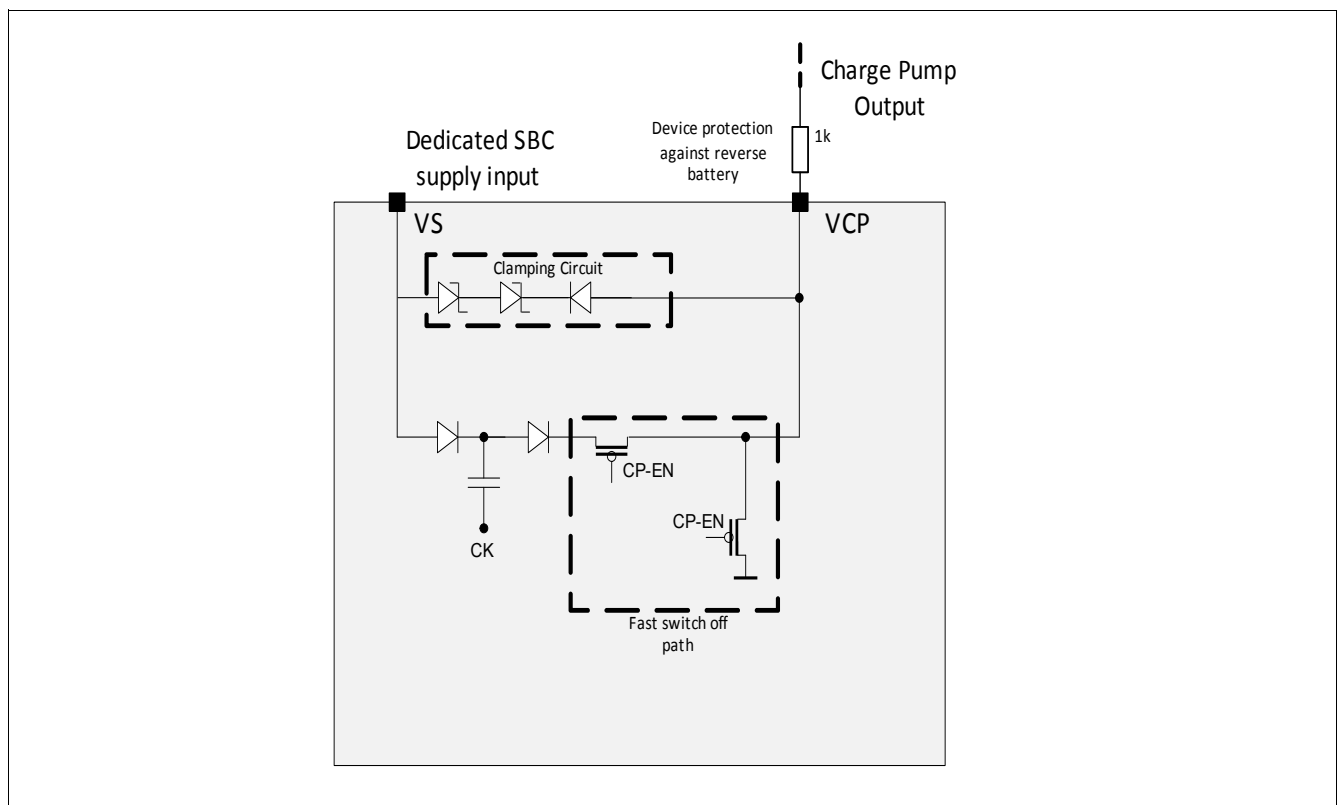 Charge Pump
Output
Device protection
against reverse
battery
1k
Dedicated SBC
supply input
VS
VCP
Clamping Circuit
CP-EN
CP-EN
CK
Fast switch off
path